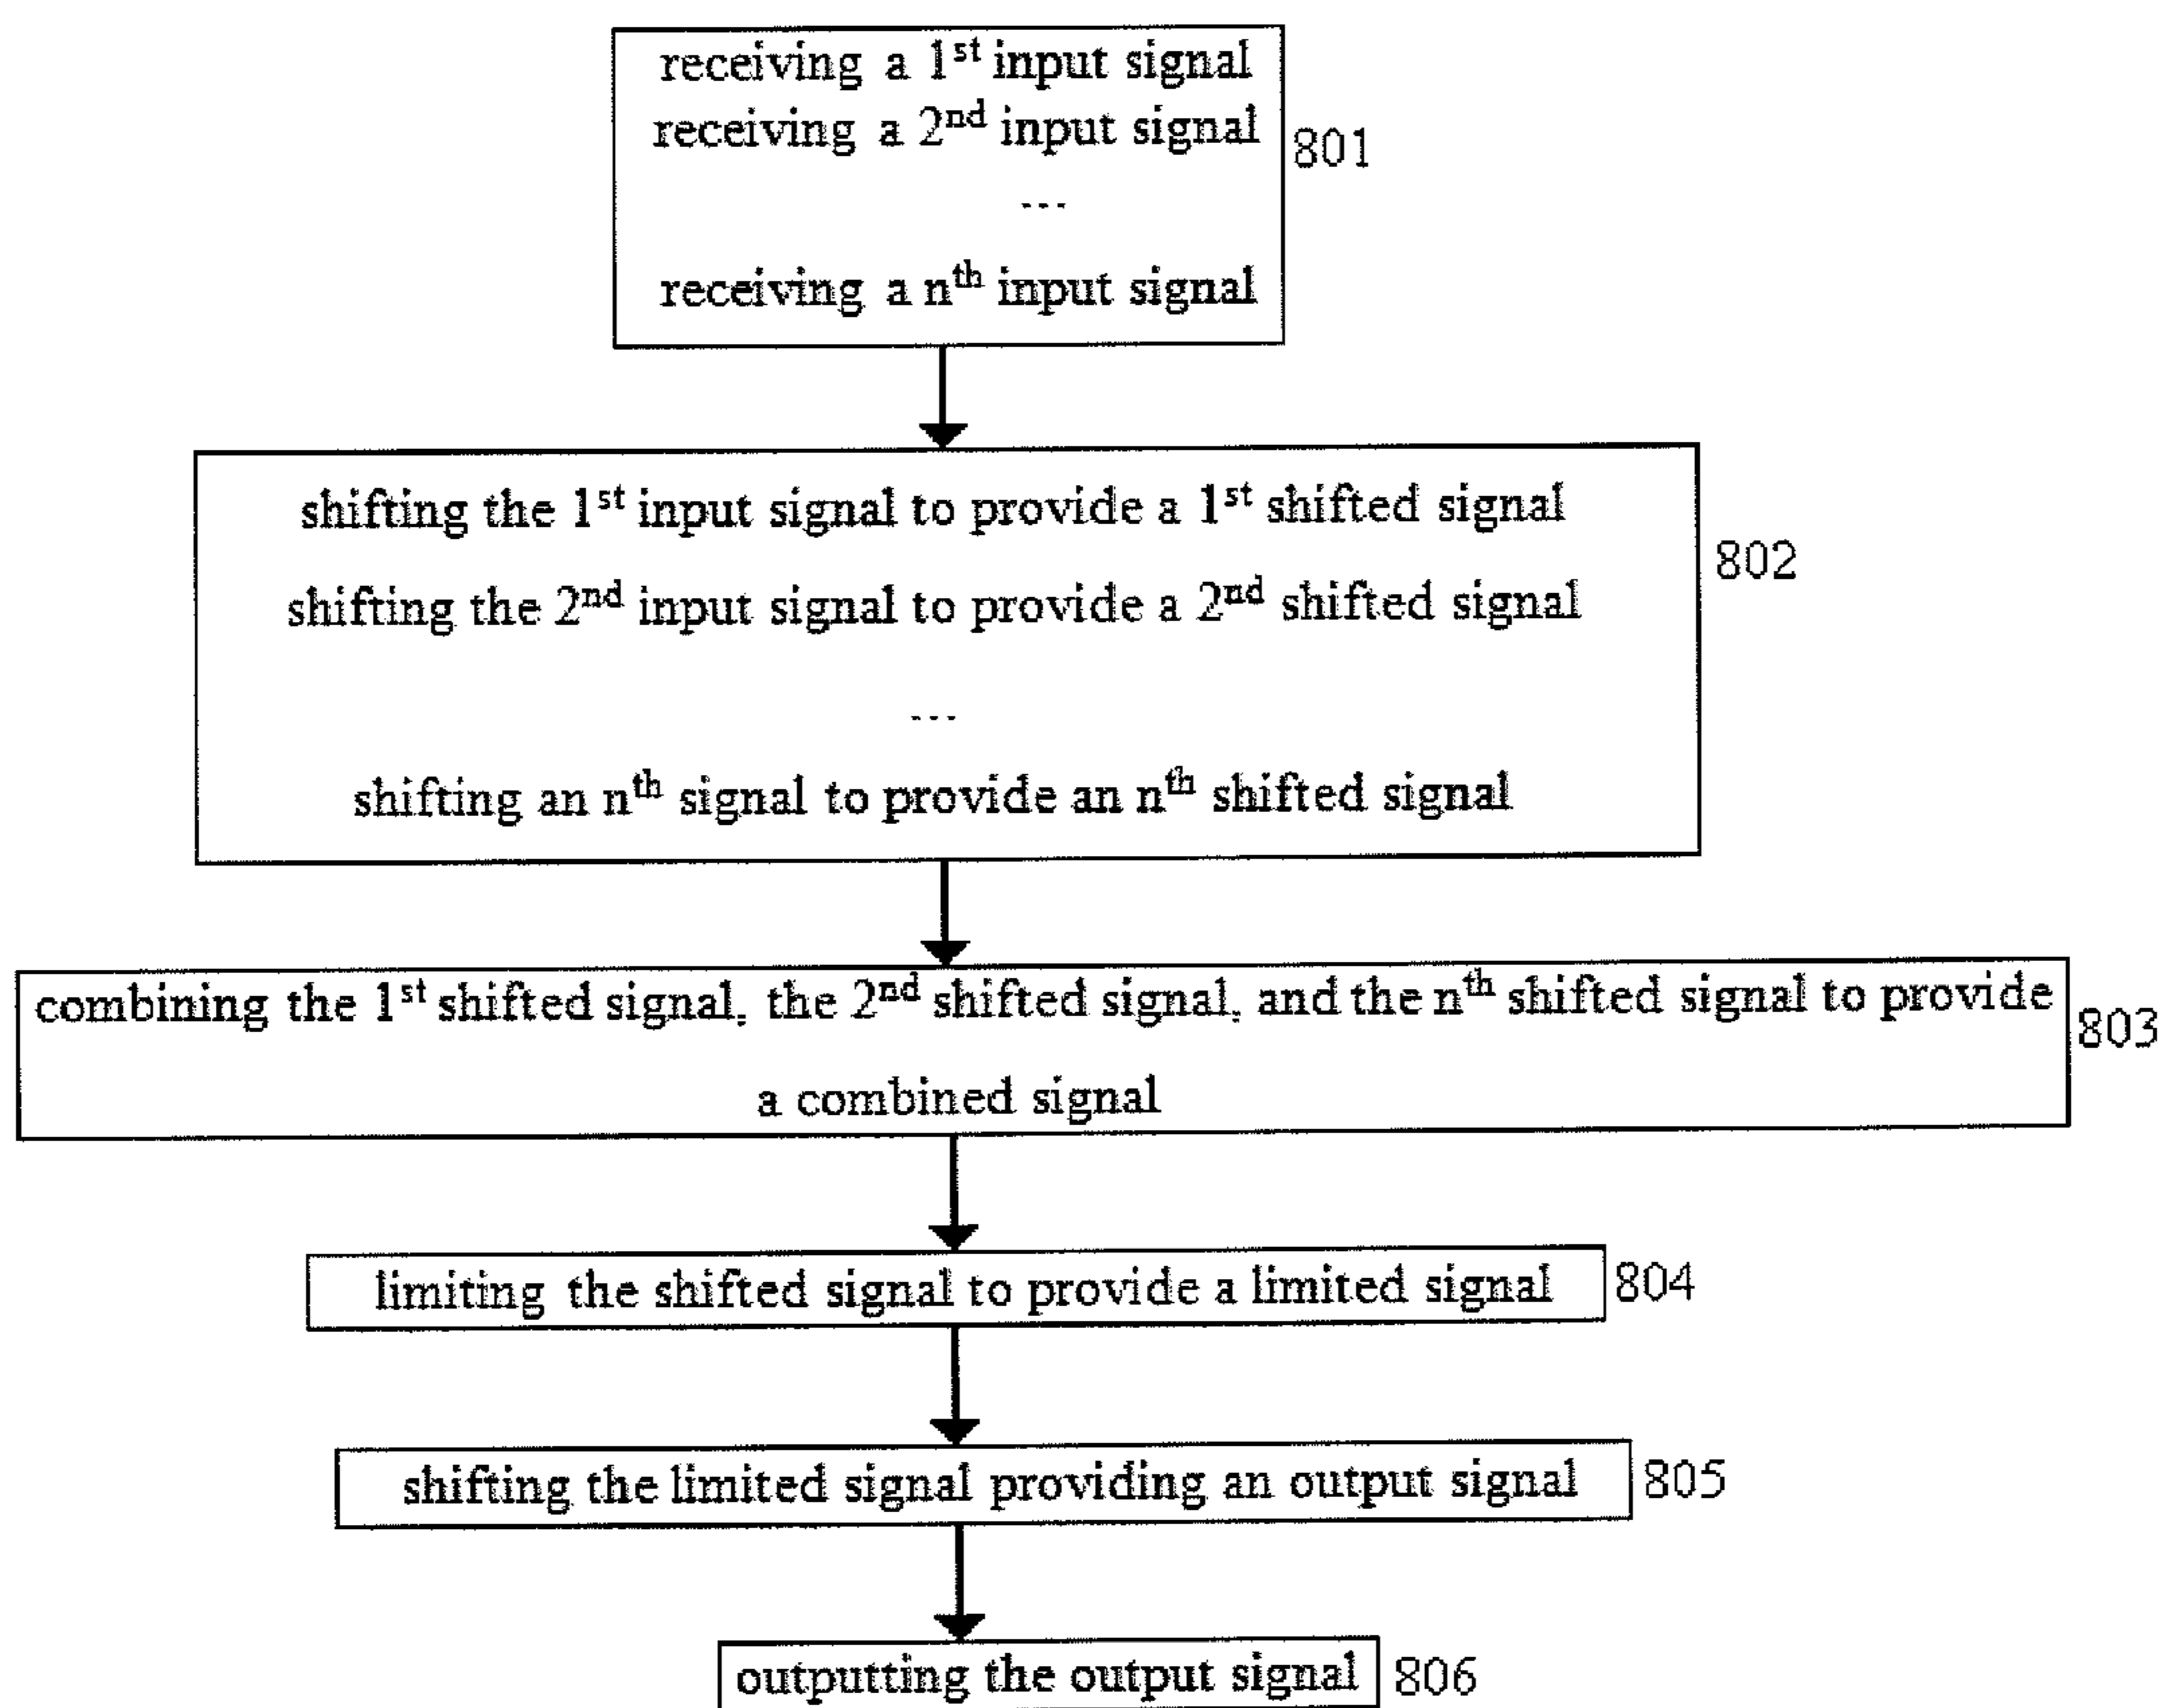 receiving a 1st input signal
receiving a 2nd input signal
801
...
receiving a nth input signal
shifting the 1st input signal to provide a 1st shifted signal
802
shifting the 2nd input signal to provide a 2nd shifted signal
...
shifting an nth signal to provide an nth shifted signal
combining the 1st shifted signal, the 2nd shifted signal, and the nth shifted signal to provide
803
a combined signal
limiting the shifted signal to provide a limited signal
804
shifting the limited signal providing an output signal
805
outputting the output signal
806